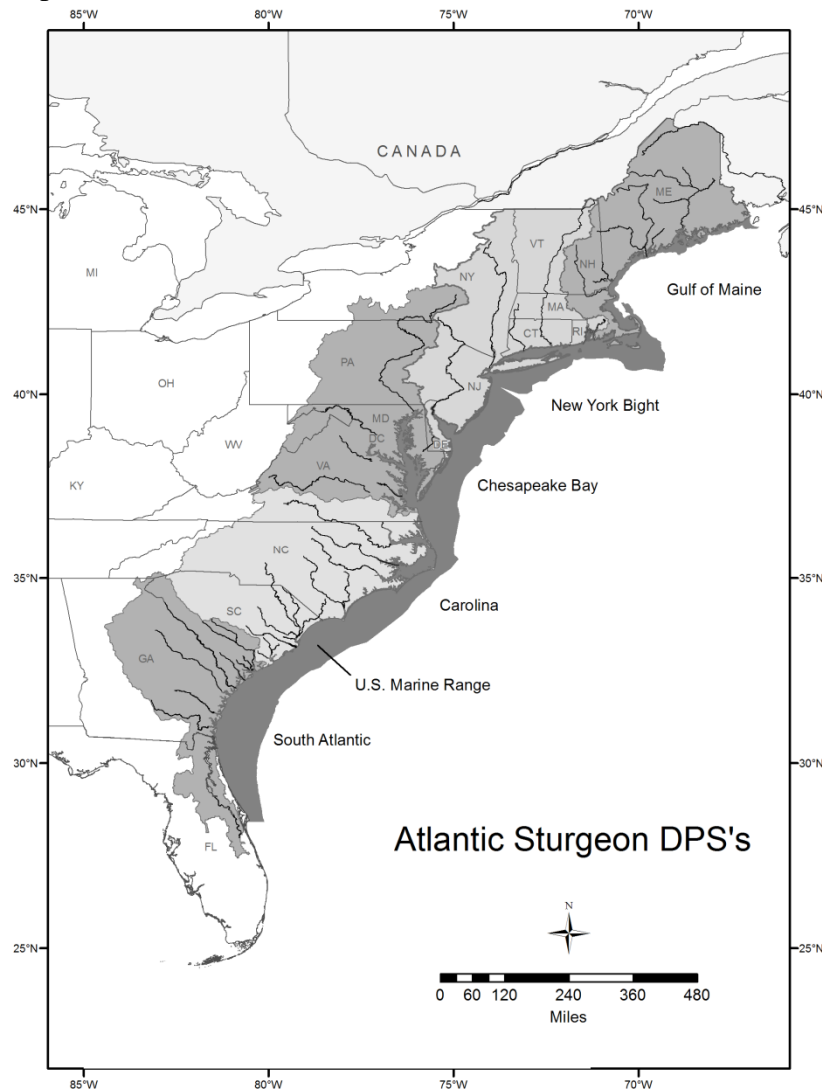 85°W 80°W 75°W 70°W
CANADA
ME
45°N 45°N
VT
MI
NY
NH
Gulf of Maine
MA
CT RI
PA
OH
NJ
40°N 40°N
New York Bight
MD
WV
DC
DE
VA
Chesapeake Bay
KY
NC
35°N 35°N
SC
Carolina
GA
U.S. Marine Range
South Atlantic
30°N 30°N
FL
Atlantic Sturgeon DPS's
N
25°N 25°N
0 60 120 240 360 480
Miles
85°W 80°W 75°W 70°W